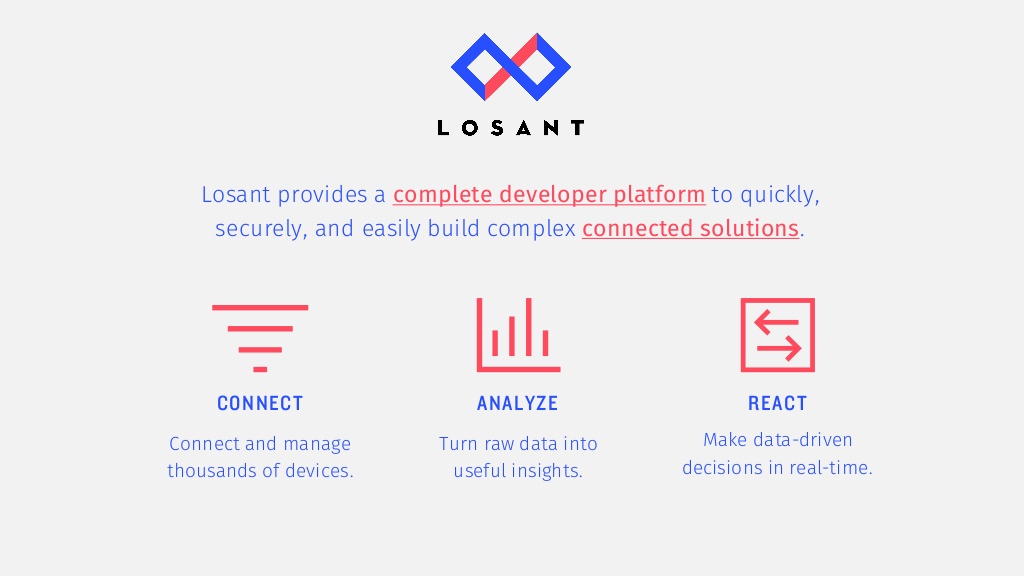 LOSANT
Losant provides a complete developer platform to quickly,
securely, and easily build complex connected solutions.
CONNECT
Connect and manage
thousands of devices.
ANALYZE
Turn raw data into
useful insights.
REACT
Make data-driven
decisions in real-time.